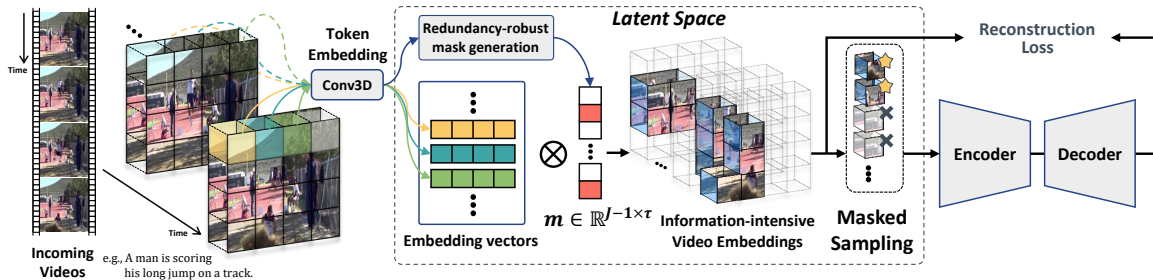 Time
Incoming
Videos
Time
e.g., A man is scoring
his long jump on a track.
Token
Embedding
Conv3D
Latent Space
Redundancy-robust
mask generation
Embedding vectors
m ∈ ℝ^{J−1×τ}
Information-intensive
Video Embeddings
Masked
Sampling
Reconstruction
Loss
Encoder
Decoder